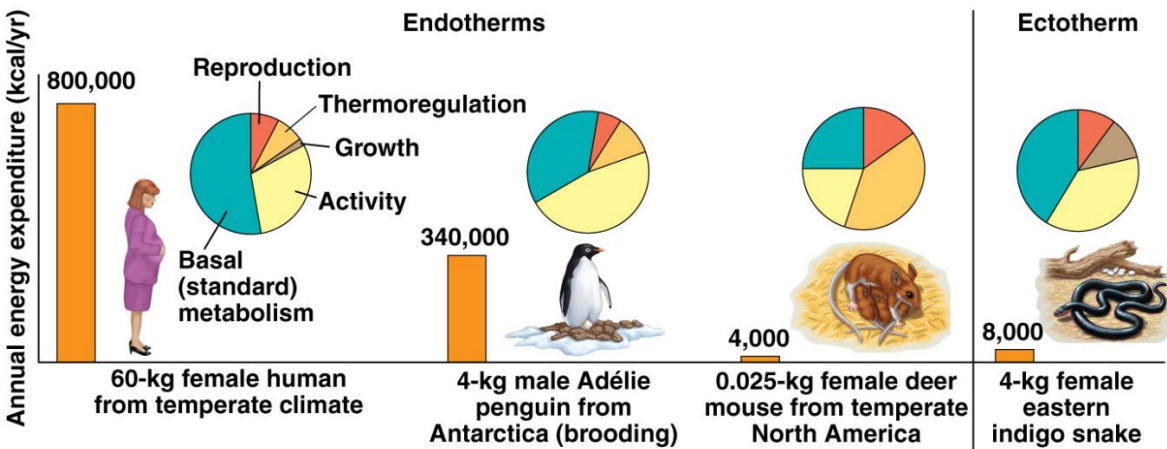 Annual energy expenditure (kcal/yr)
Endotherms
Ectotherm
800,000
Reproduction
Thermoregulation
Growth
Activity
Basal
(standard)
metabolism
340,000
4,000
8,000
60-kg female human
from temperate climate
4-kg male Adélie
penguin from
Antarctica (brooding)
0.025-kg female deer
mouse from temperate
North America
4-kg female
eastern
indigo snake